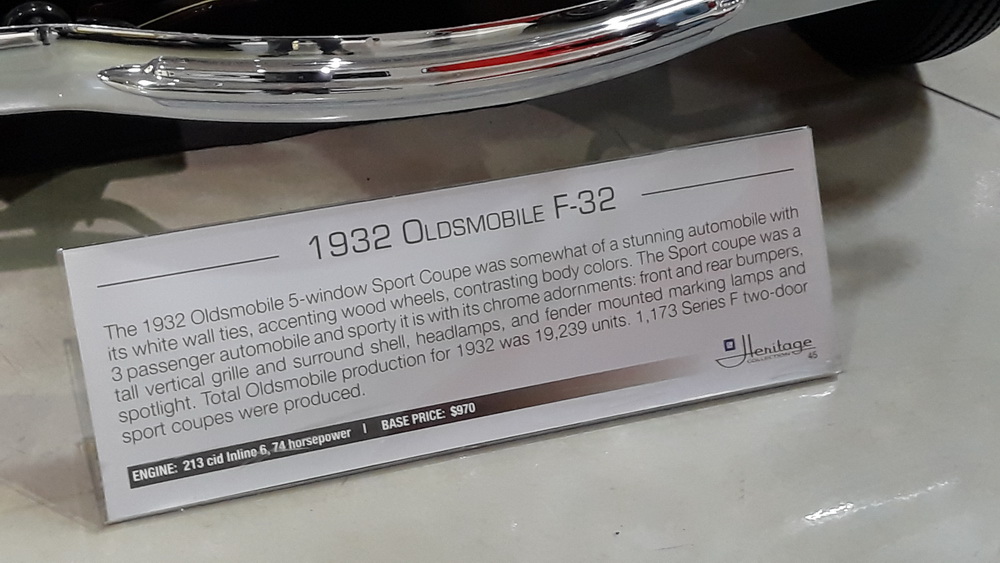 1932 OLDSMOBILE F-32
The 1932 Oldsmobile 5-window Sport Coupe was somewhat of a stunning automobile with
its white wall ties, accenting wood wheels, contrasting body colors. The Sport coupe was a
3 passenger automobile and sporty it is with its chrome adornments: front and rear bumpers,
tall vertical grille and surround shell, headlamps, and fender mounted marking lamps and
spotlight. Total Oldsmobile production for 1932 was 19,239 units. 1,173 Series F two-door
sport coupes were produced.
Heritage
COLLECTION
45
ENGINE: 213 cid Inline 6, 74 horsepower | BASE PRICE: $970